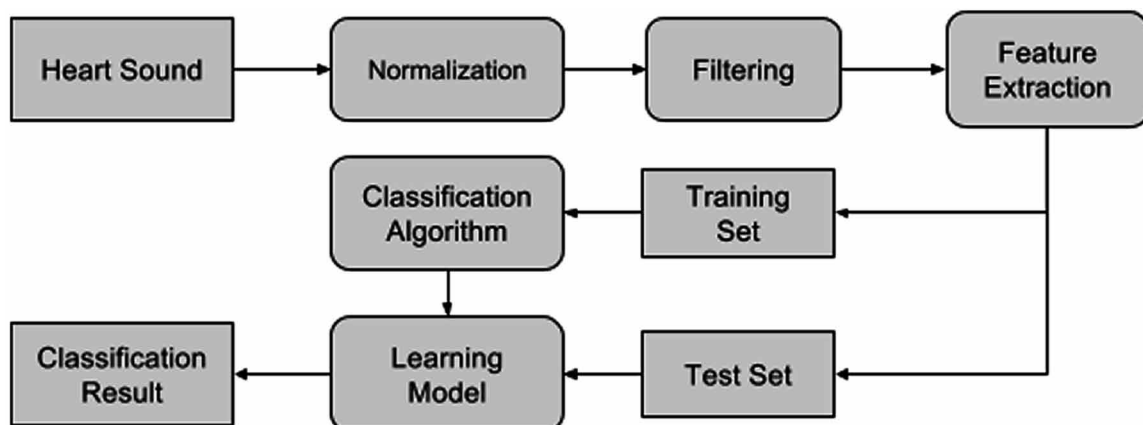 Heart Sound
Normalization
Filtering
Feature
Extraction
Classification
Algorithm
Training
Set
Classification
Result
Learning
Model
Test Set